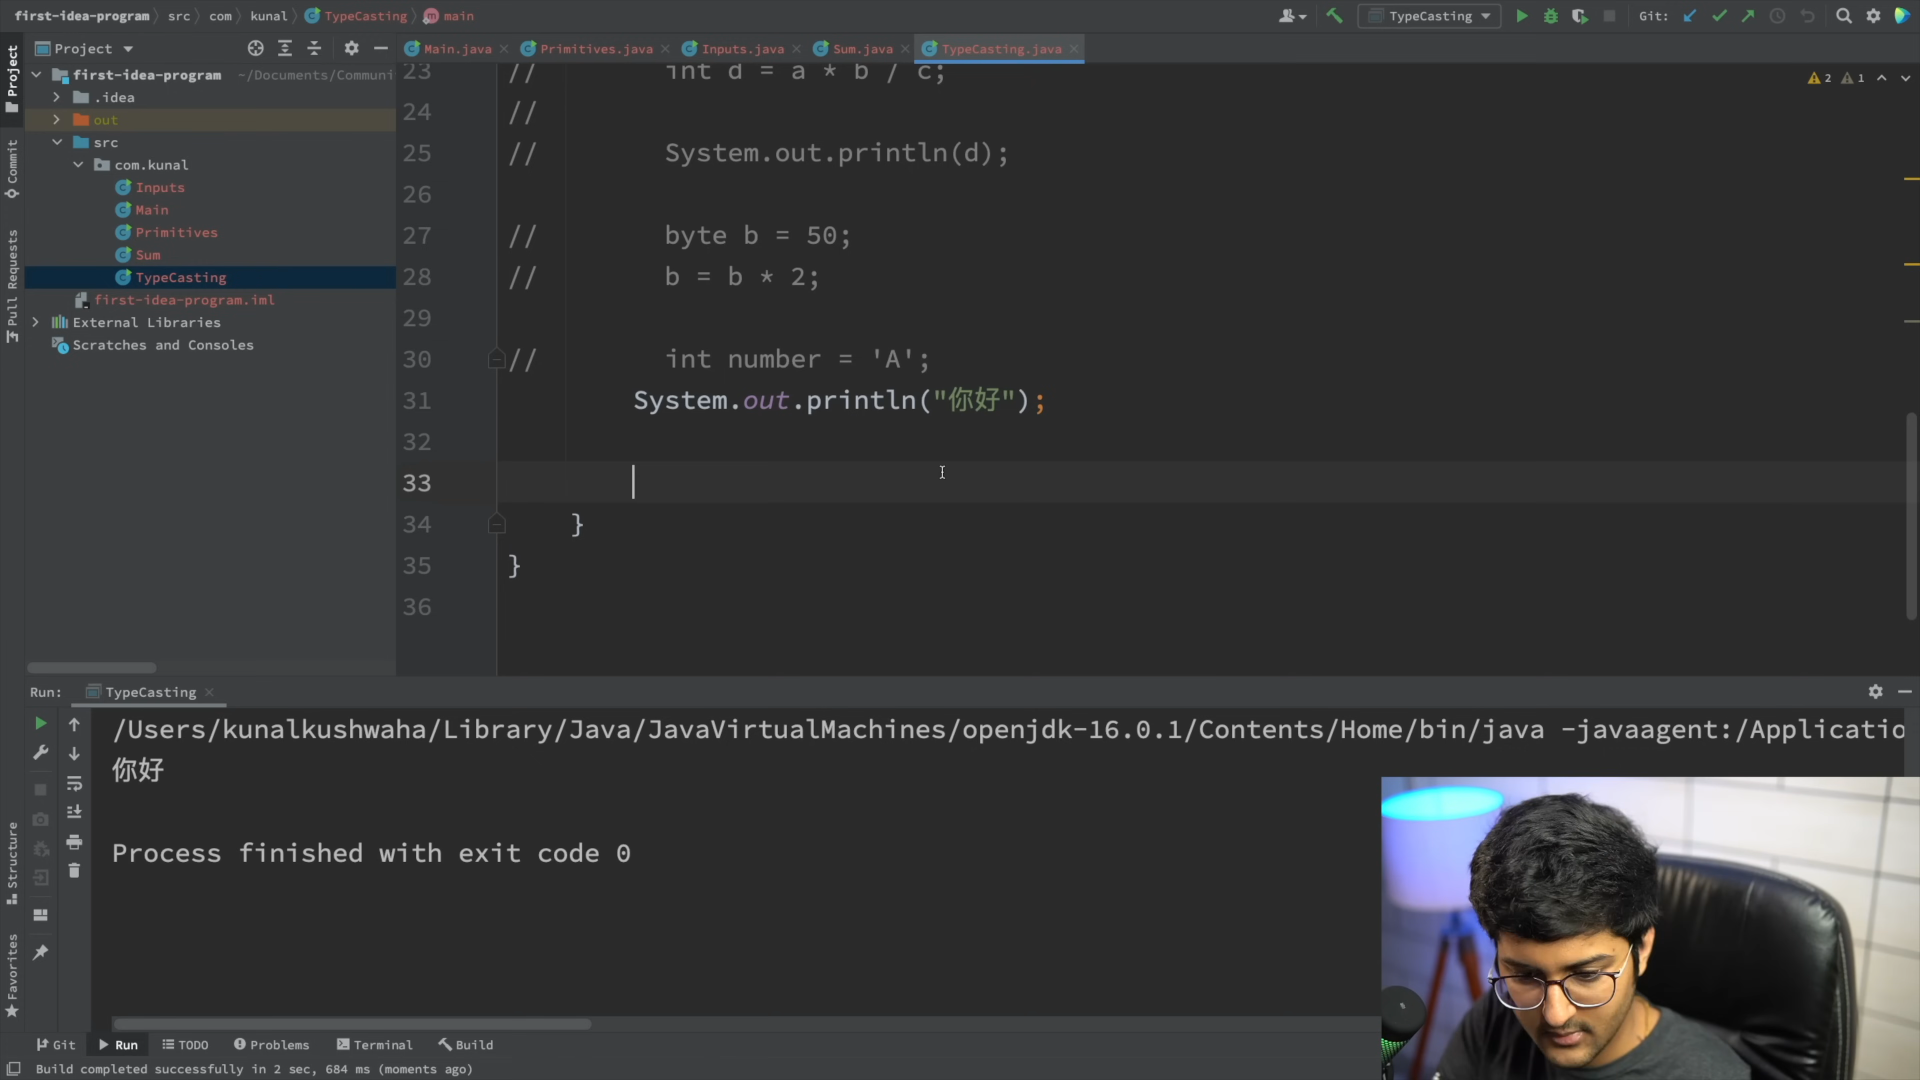 first-idea-program src com kunal TypeCasting main
TypeCasting
Git:
Project
Main.java Primitives.java Inputs.java Sum.java TypeCasting.java
first-idea-program ~/Documents/Communi
.idea
out
src
com.kunal
Inputs
Main
Primitives
Sum
TypeCasting
first-idea-program.iml
External Libraries
Scratches and Consoles
Project
Commit
Pull Requests
Structure
Favorites
23 // int d = a * b / c;
24 //
25 // System.out.println(d);
26
27 // byte b = 50;
28 // b = b * 2;
29
30 // int number = 'A';
31 System.out.println("你好");
32
33
34 }
35 }
36
2 1
Run: TypeCasting
/Users/kunalkushwaha/Library/Java/JavaVirtualMachines/openjdk-16.0.1/Contents/Home/bin/java -javaagent:/Applicatio
你好
Process finished with exit code 0
Git Run TODO Problems Terminal Build
Build completed successfully in 2 sec, 684 ms (moments ago)